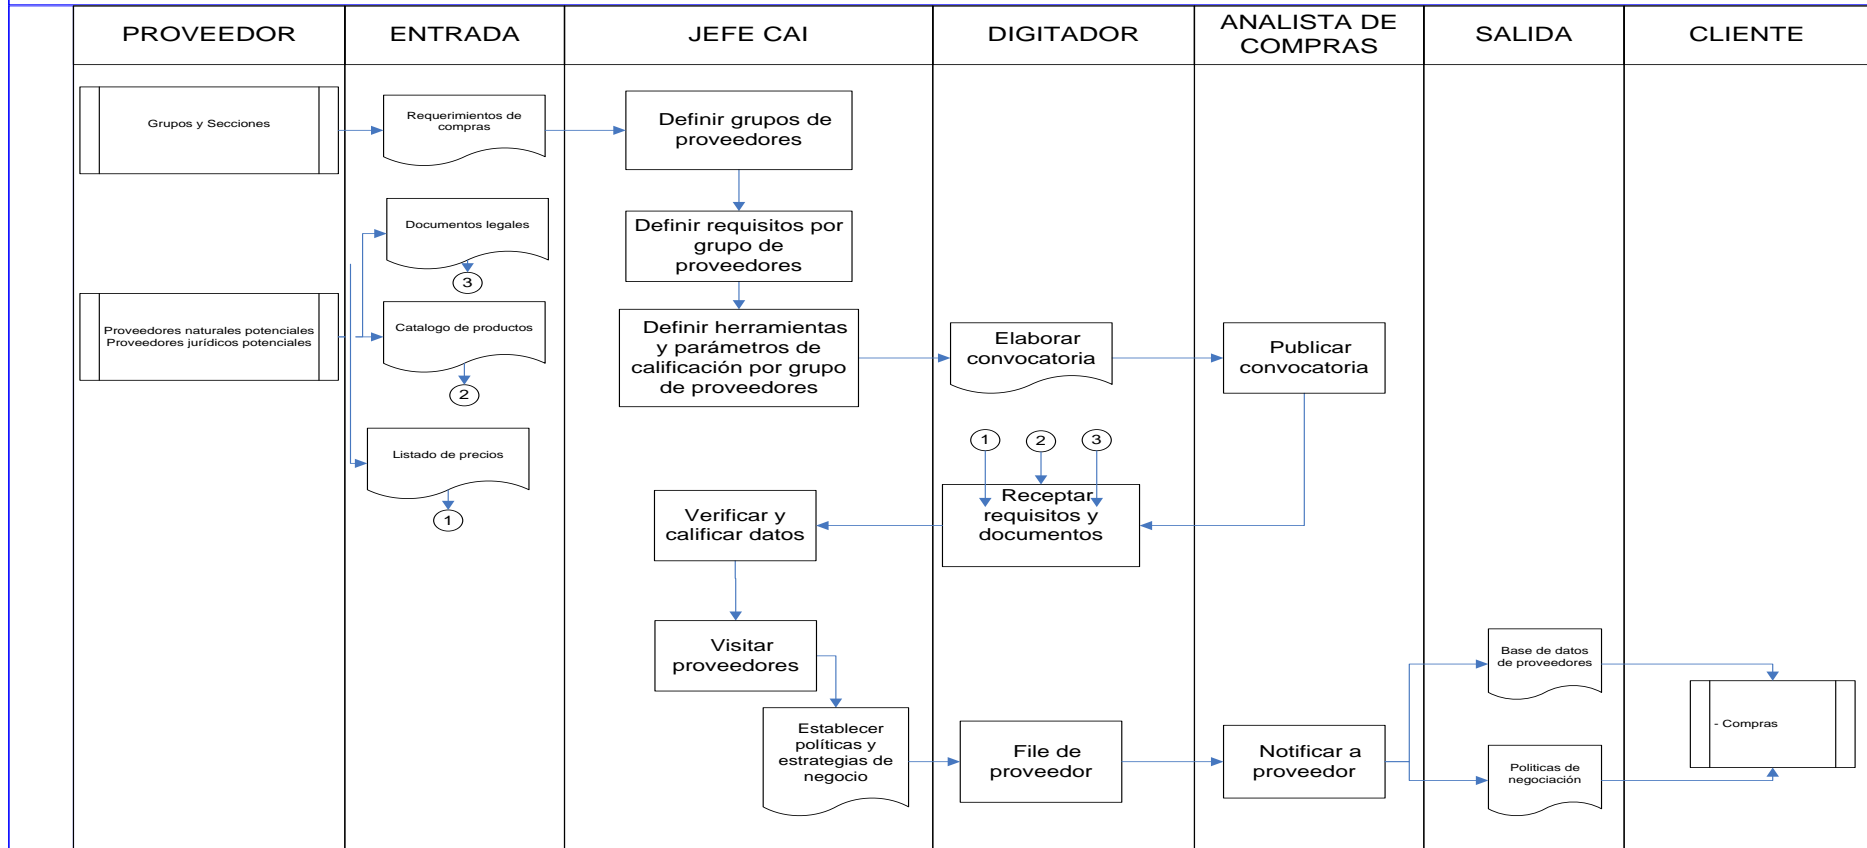 PROVEEDOR
ENTRADA
JEFE CAI
DIGITADOR
ANALISTA DE
COMPRAS
SALIDA
CLIENTE
Grupos y Secciones
Requerimientos de
compras
Definir grupos de
proveedores
Documentos legales
3
Definir requisitos por
grupo de
proveedores
Proveedores naturales potenciales
Proveedores jurídicos potenciales
Catalogo de productos
2
Definir herramientas
y parámetros de
calificación por grupo
de proveedores
Elaborar
convocatoria
Publicar
convocatoria
Listado de precios
1
1
2
3
Receptar
requisitos y
documentos
Verificar y
calificar datos
Visitar
proveedores
Establecer
políticas y
estrategias de
negocio
File de
proveedor
Notificar a
proveedor
Base de datos
de proveedores
Politicas de
negociación
- Compras